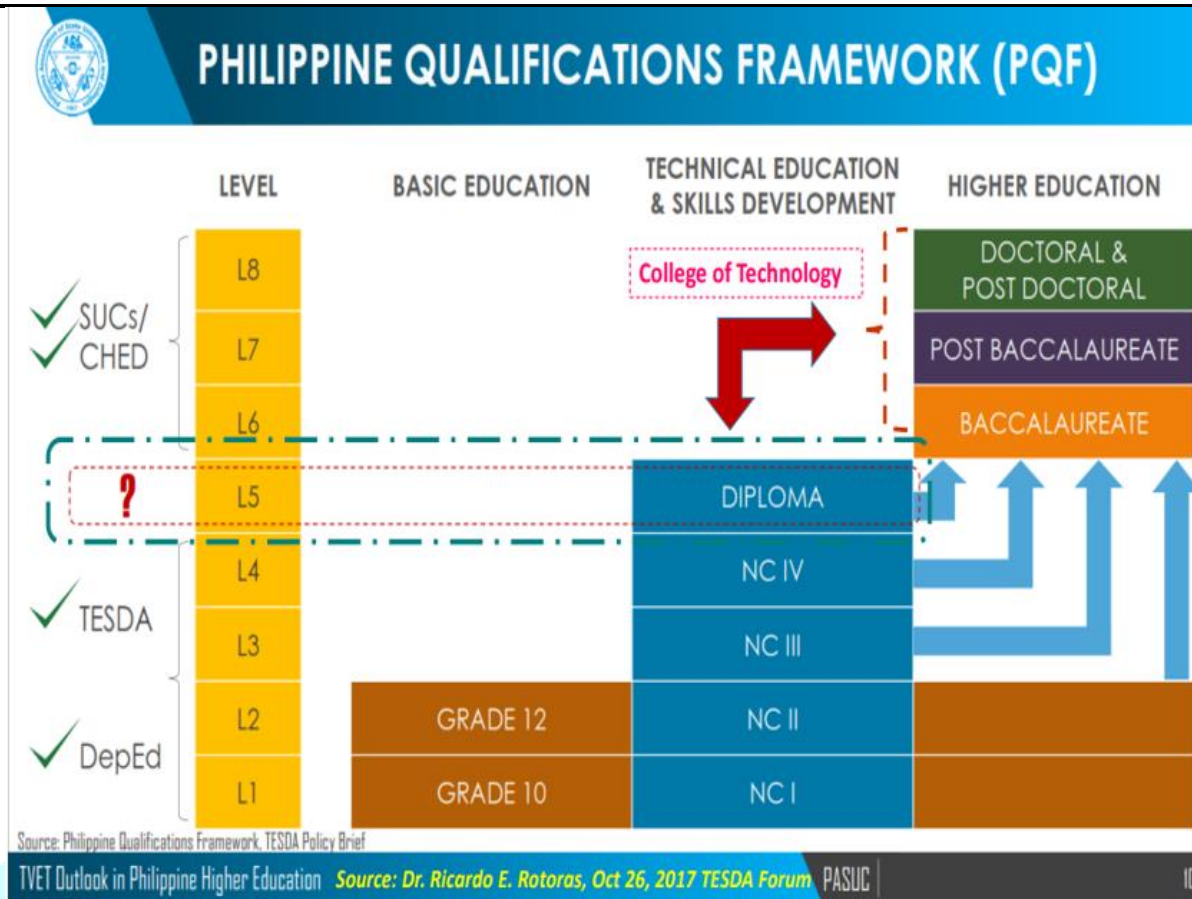 PHILIPPINE QUALIFICATIONS FRAMEWORK (PQF)
LEVEL
BASIC EDUCATION
TECHNICAL EDUCATION
& SKILLS DEVELOPMENT
HIGHER EDUCATION
SUCs/
CHED
L8
College of Technology
DOCTORAL &
POST DOCTORAL
L7
POST BACCALAUREATE
L6
BACCALAUREATE
?
L5
DIPLOMA
TESDA
L4
NC IV
L3
NC III
DepEd
L2
GRADE 12
NC II
L1
GRADE 10
NC I
Source: Philippine Qualifications Framework, TESDA Policy Brief
TVET Outlook in Philippine Higher Education
Source: Dr. Ricardo E. Rotoras, Oct 26, 2017 TESDA Forum
PASUC